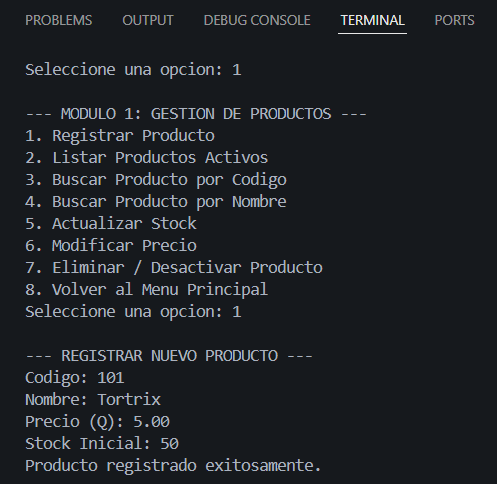 PROBLEMS OUTPUT DEBUG CONSOLE TERMINAL PORTS
Seleccione una opcion: 1
--- MODULO 1: GESTION DE PRODUCTOS ---
1. Registrar Producto
2. Listar Productos Activos
3. Buscar Producto por Codigo
4. Buscar Producto por Nombre
5. Actualizar Stock
6. Modificar Precio
7. Eliminar / Desactivar Producto
8. Volver al Menu Principal
Seleccione una opcion: 1
--- REGISTRAR NUEVO PRODUCTO ---
Codigo: 101
Nombre: Tortrix
Precio (Q): 5.00
Stock Inicial: 50
Producto registrado exitosamente.